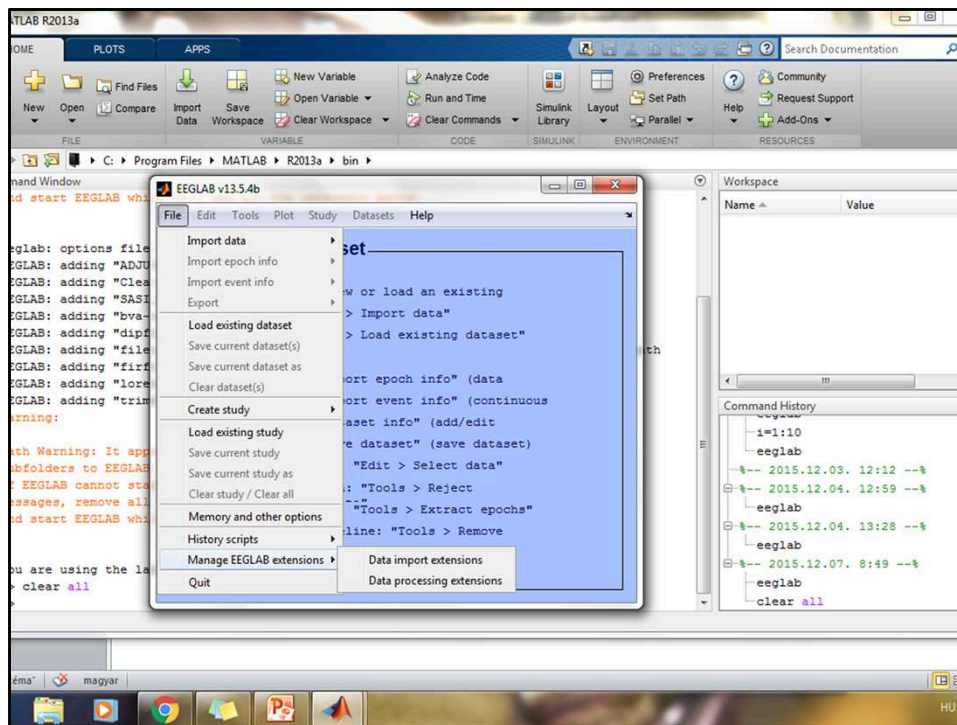 ATLAB R2013a
OME PLOTS APPS
Search Documentation
New
Open
Find Files
Compare
Import Data
Save Workspace
New Variable
Open Variable
Clear Workspace
Analyze Code
Run and Time
Clear Commands
Simulink Library
Layout
Preferences
Set Path
Parallel
Help
Community
Request Support
Add-Ons
FILE VARIABLE CODE SIMULINK ENVIRONMENT RESOURCES
C: Program Files MATLAB R2013a bin
mand Window
nd start EEGLAB whi
eglab: options file
EGLAB: adding "ADJU
EGLAB: adding "Clea
EGLAB: adding "SASI
EGLAB: adding "bva-
EGLAB: adding "dipf
EGLAB: adding "file
EGLAB: adding "firf
EGLAB: adding "lore
EGLAB: adding "trim
arning:
ath Warning: It app
ubfolders to EEGLAB
f EEGLAB cannot sta
essages, remove all
nd start EEGLAB whi
ou are using the la
> clear all
th
EEGLAB v13.5.4b
File Edit Tools Plot Study Datasets Help
Import data
Import epoch info
Import event info
Export
Load existing dataset
Save current dataset(s)
Save current dataset as
Clear dataset(s)
Create study
Load existing study
Save current study
Save current study as
Clear study / Clear all
Memory and other options
History scripts
Manage EEGLAB extensions
Quit
Data import extensions
Data processing extensions
set
w or load an existing
> Import data"
> Load existing dataset"
ort epoch info" (data
ort event info" (continuous
aset info" (add/edit
e dataset" (save dataset)
"Edit > Select data"
: "Tools > Reject
"Tools > Extract epochs"
line: "Tools > Remove
Workspace
Name Value
Command History
i=1:10
eeglab
%-- 2015.12.03. 12:12 --%
%-- 2015.12.04. 12:59 --%
eeglab
%-- 2015.12.04. 13:28 --%
eeglab
%-- 2015.12.07. 8:49 --%
eeglab
clear all
éma" magyar
HU